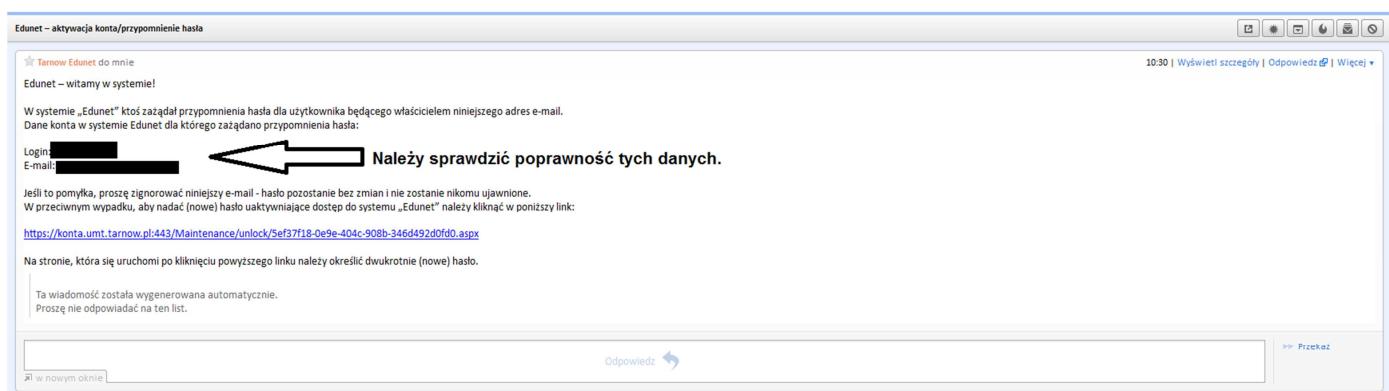 Edunet – aktywacja konta/przypomnienie hasła
Tarnow Edunet do mnie
10:30 | Wyświetl szczegóły | Odpowiedz | Więcej
Edunet – witamy w systemie!
W systemie „Edunet" ktoś zażądał przypomnienia hasła dla użytkownika będącego właścicielem niniejszego adres e-mail.
Dane konta w systemie Edunet dla którego zażądano przypomnienia hasła:
Login:
E-mail:
Należy sprawdzić poprawność tych danych.
Jeśli to pomyłka, proszę zignorować niniejszy e-mail - hasło pozostanie bez zmian i nie zostanie nikomu ujawnione.
W przeciwnym wypadku, aby nadać (nowe) hasło uaktywniające dostęp do systemu „Edunet" należy kliknąć w poniższy link:
https://konta.umt.tarnow.pl:443/Maintenance/unlock/5ef37f18-0e9e-404c-908b-346d492d0fd0.aspx
Na stronie, która się uruchomi po kliknięciu powyższego linku należy określić dwukrotnie (nowe) hasło.
Ta wiadomość została wygenerowana automatycznie.
Proszę nie odpowiadać na ten list.
Odpowiedz
Przekaż
w nowym oknie